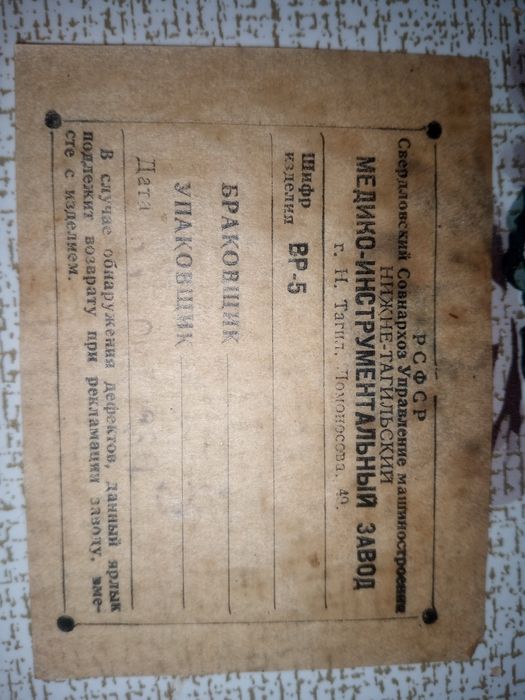 РСФСР
Свердловский Совнархоз Управление машиностроения
НИЖНЕ-ТАГИЛЬСКИЙ
МЕДИКО-ИНСТРУМЕНТАЛЬНЫЙ ЗАВОД
г. Н. Тагил, Ломоносова, 49.
Шифр
изделия ВР-5
БРАКОВЩИК
УПАКОВЩИК
Дата
В случае обнаружения дефектов, данный ярлык
подлежит возврату при рекламации заводу, вме-
сте с изделием.